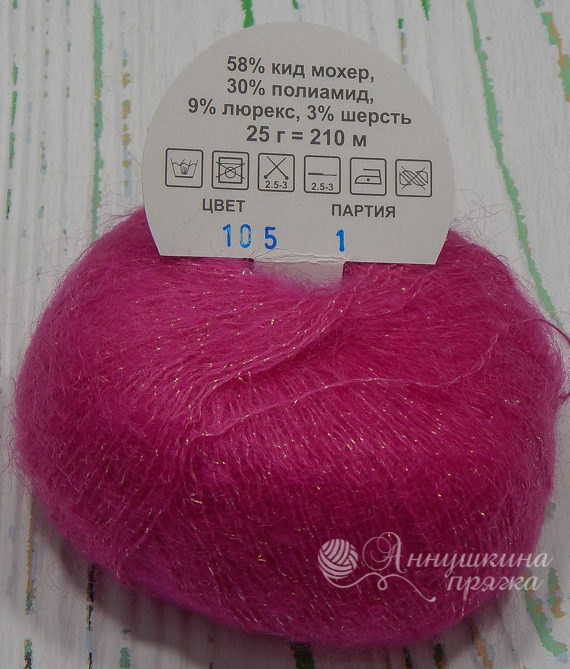 58% кид мохер,
30% полиамид,
9% люрекс, 3% шерсть
25 г = 210 м
2.5-3 2.5-3
ЦВЕТ ПАРТИЯ
105 1
Аннушкина
пряжа